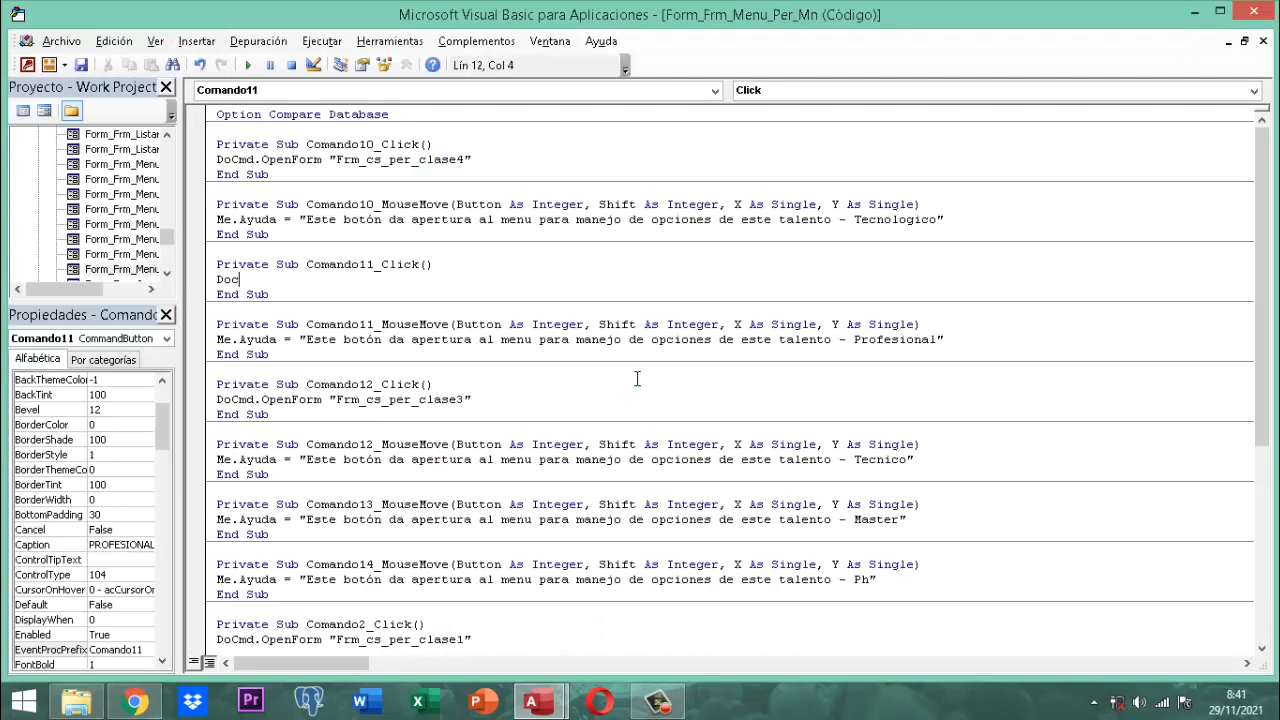 Microsoft Visual Basic para Aplicaciones - [Form_Frm_Menu_Per_Mn (Código)]
Archivo Edición Ver Insertar Depuración Ejecutar Herramientas Complementos Ventana Ayuda
Lín 12, Col 4
Proyecto - Work Project
Form_Frm_Listar
Form_Frm_Listar
Form_Frm_Menu
Form_Frm_Menu
Form_Frm_Menu
Form_Frm_Menu
Form_Frm_Menu
Form_Frm_Menu
Form_Frm_Menu
Form_Frm_Menu
Propiedades - Comando
Comando11 CommandButton
Alfabética Por categorías
BackThemeColor -1
BackTint 100
Bevel 12
BorderColor 0
BorderShade 100
BorderStyle 1
BorderThemeCo 0
BorderTint 100
BorderWidth 0
BottomPadding 30
Cancel False
Caption PROFESIONAL
ControlTipText
ControlType 104
CursorOnHover 0 - acCursorOn
Default False
DisplayWhen 0
Enabled True
EventProcPrefix Comando11
FontBold 1
Comando11 Click
Option Compare Database
Private Sub Comando10_Click()
DoCmd.OpenForm "Frm_cs_per_clase4"
End Sub
Private Sub Comando10_MouseMove(Button As Integer, Shift As Integer, X As Single, Y As Single)
Me.Ayuda = "Este botón da apertura al menu para manejo de opciones de este talento - Tecnologico"
End Sub
Private Sub Comando11_Click()
Doc
End Sub
Private Sub Comando11_MouseMove(Button As Integer, Shift As Integer, X As Single, Y As Single)
Me.Ayuda = "Este botón da apertura al menu para manejo de opciones de este talento - Profesional"
End Sub
Private Sub Comando12_Click()
DoCmd.OpenForm "Frm_cs_per_clase3"
End Sub
Private Sub Comando12_MouseMove(Button As Integer, Shift As Integer, X As Single, Y As Single)
Me.Ayuda = "Este botón da apertura al menu para manejo de opciones de este talento - Tecnico"
End Sub
Private Sub Comando13_MouseMove(Button As Integer, Shift As Integer, X As Single, Y As Single)
Me.Ayuda = "Este botón da apertura al menu para manejo de opciones de este talento - Master"
End Sub
Private Sub Comando14_MouseMove(Button As Integer, Shift As Integer, X As Single, Y As Single)
Me.Ayuda = "Este botón da apertura al menu para manejo de opciones de este talento - Ph"
End Sub
Private Sub Comando2_Click()
DoCmd.OpenForm "Frm_cs_per_clase1"
Pr W X P A
8:41
29/11/2021